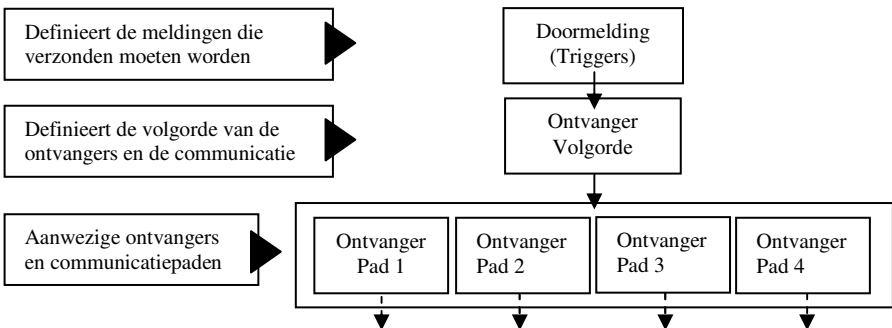 Definieert de meldingen die
verzonden moeten worden
Doormelding
(Triggers)
Definieert de volgorde van de
ontvangers en de communicatie
Ontvanger
Volgorde
Aanwezige ontvangers
en communicatiepaden
Ontvanger
Pad 1
Ontvanger
Pad 2
Ontvanger
Pad 3
Ontvanger
Pad 4